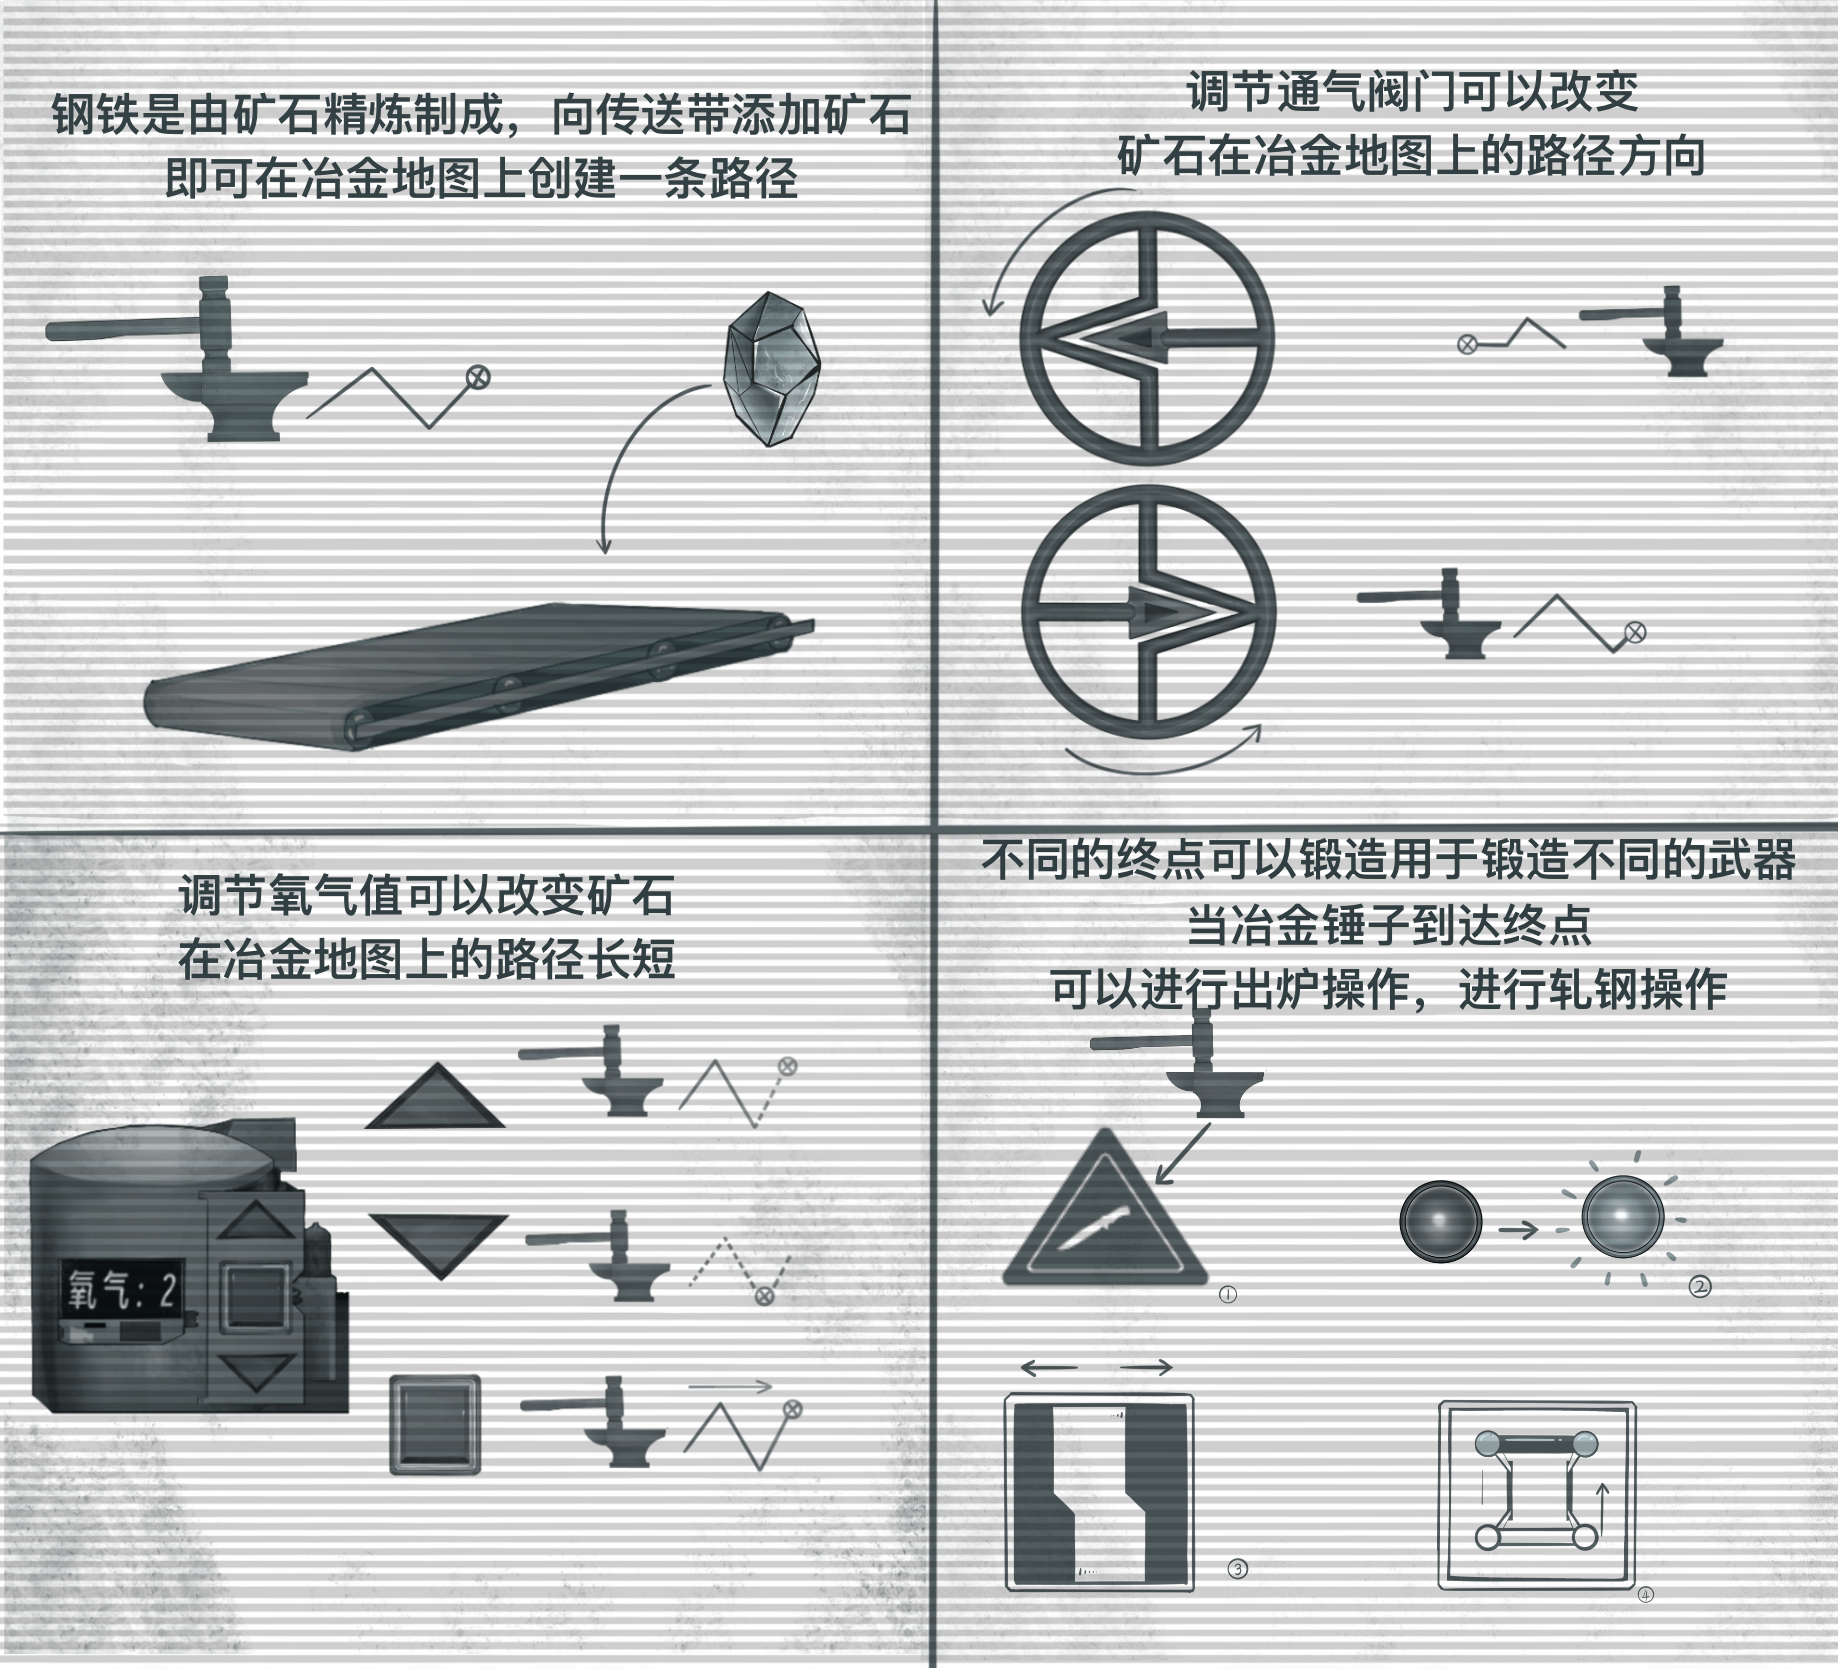 钢铁是由矿石精炼制成，向传送带添加矿石
即可在冶金地图上创建一条路径
调节通气阀门可以改变
矿石在冶金地图上的路径方向
调节氧气值可以改变矿石
在冶金地图上的路径长短
氧气：2
不同的终点可以锻造用于锻造不同的武器
当冶金锤子到达终点
可以进行出炉操作，进行轧钢操作
①
②
③
④